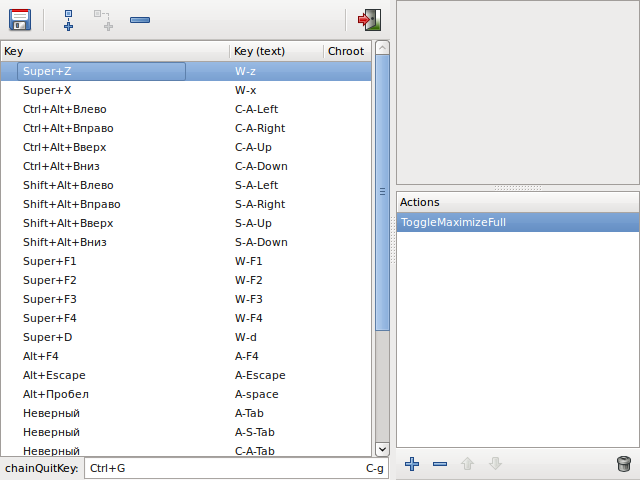 Key Key (text) Chroot
Super+Z W-z
Super+X W-x
Ctrl+Alt+Влево C-A-Left
Ctrl+Alt+Вправо C-A-Right
Ctrl+Alt+Вверх C-A-Up
Ctrl+Alt+Вниз C-A-Down
Shift+Alt+Влево S-A-Left
Shift+Alt+Вправо S-A-Right
Shift+Alt+Вверх S-A-Up
Shift+Alt+Вниз S-A-Down
Super+F1 W-F1
Super+F2 W-F2
Super+F3 W-F3
Super+F4 W-F4
Super+D W-d
Alt+F4 A-F4
Alt+Escape A-Escape
Alt+Пробел A-space
Неверный A-Tab
Неверный A-S-Tab
Неверный C-A-Tab
chainQuitKey: Ctrl+G C-g
Actions
ToggleMaximizeFull